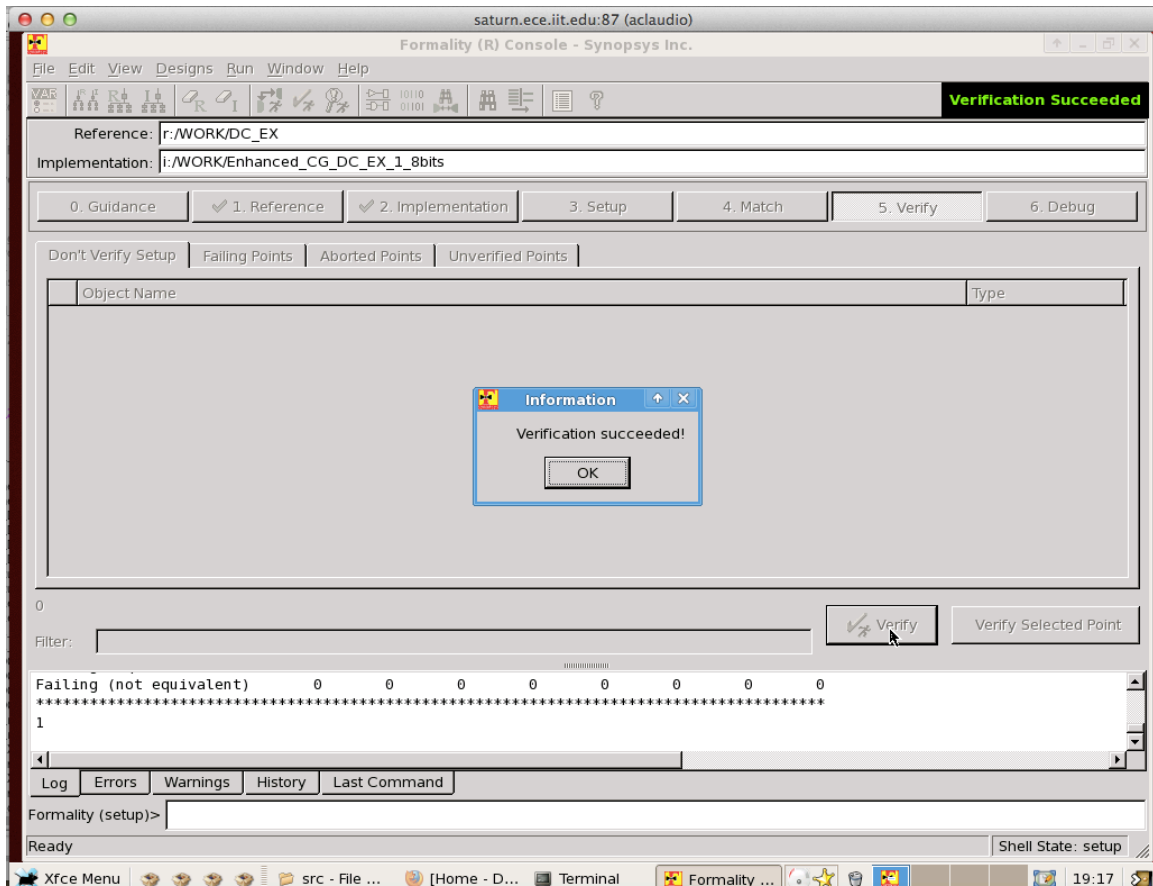 saturn.ece.iit.edu:87 (aclaudio)
Formality (R) Console - Synopsys Inc.
File Edit View Designs Run Window Help
Verification Succeeded
Reference: r:/WORK/DC_EX
Implementation: i:/WORK/Enhanced_CG_DC_EX_1_8bits
0. Guidance 1. Reference 2. Implementation 3. Setup 4. Match 5. Verify 6. Debug
Don't Verify Setup Failing Points Aborted Points Unverified Points
Object Name Type
Information
Verification succeeded!
OK
0
Filter: Verify Verify Selected Point
Failing (not equivalent) 0 0 0 0 0 0 0 0
****************************************************************************************
1
Log Errors Warnings History Last Command
Formality (setup)>
Ready Shell State: setup
Xfce Menu src - File ... [Home - D... Terminal Formality ... 19:17